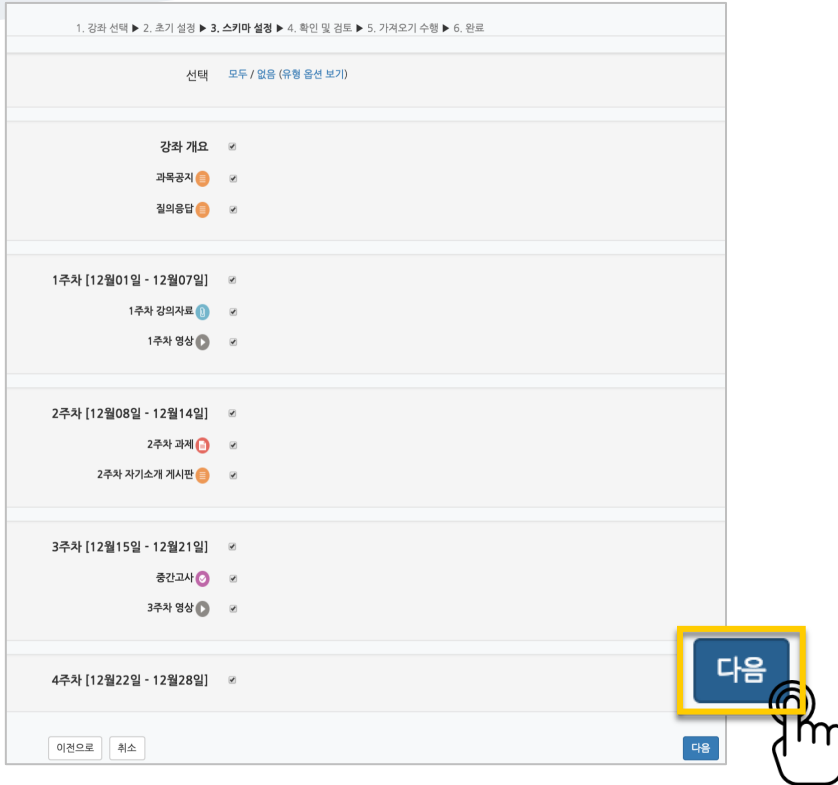 1. 강좌 선택 ▶ 2. 초기 설정 ▶ 3. 스키마 설정 ▶ 4. 확인 및 검토 ▶ 5. 가져오기 수행 ▶ 6. 완료
선택 모두 / 없음 (유형 옵션 보기)
강좌 개요
과목공지
질의응답
1주차 [12월01일 - 12월07일]
1주차 강의자료
1주차 영상
2주차 [12월08일 - 12월14일]
2주차 과제
2주차 자기소개 게시판
3주차 [12월15일 - 12월21일]
중간고사
3주차 영상
4주차 [12월22일 - 12월28일]
다음
이전으로 취소 다음